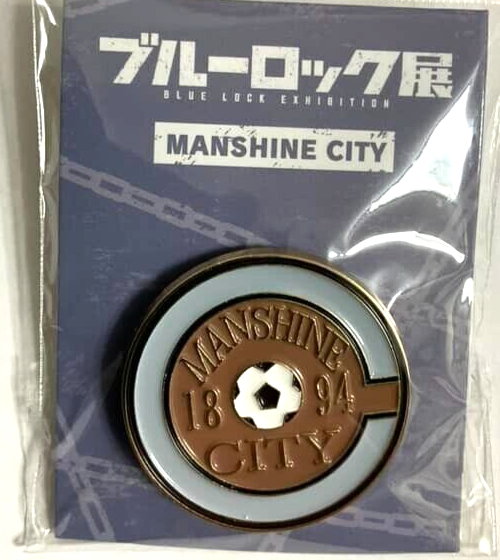 ブルーロック展
BLUE LOCK EXHIBITION
MANSHINE CITY
MANSHINE
18 94
CITY